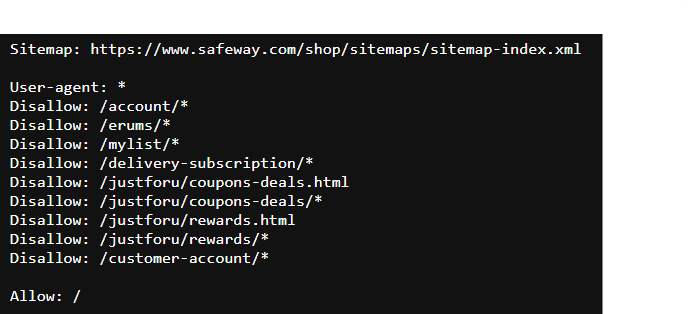 Sitemap: https://www.safeway.com/shop/sitemaps/sitemap-index.xml
User-agent: *
Disallow: /account/*
Disallow: /erums/*
Disallow: /mylist/*
Disallow: /delivery-subscription/*
Disallow: /justforu/coupons-deals.html
Disallow: /justforu/coupons-deals/*
Disallow: /justforu/rewards.html
Disallow: /justforu/rewards/*
Disallow: /customer-account/*
Allow: /